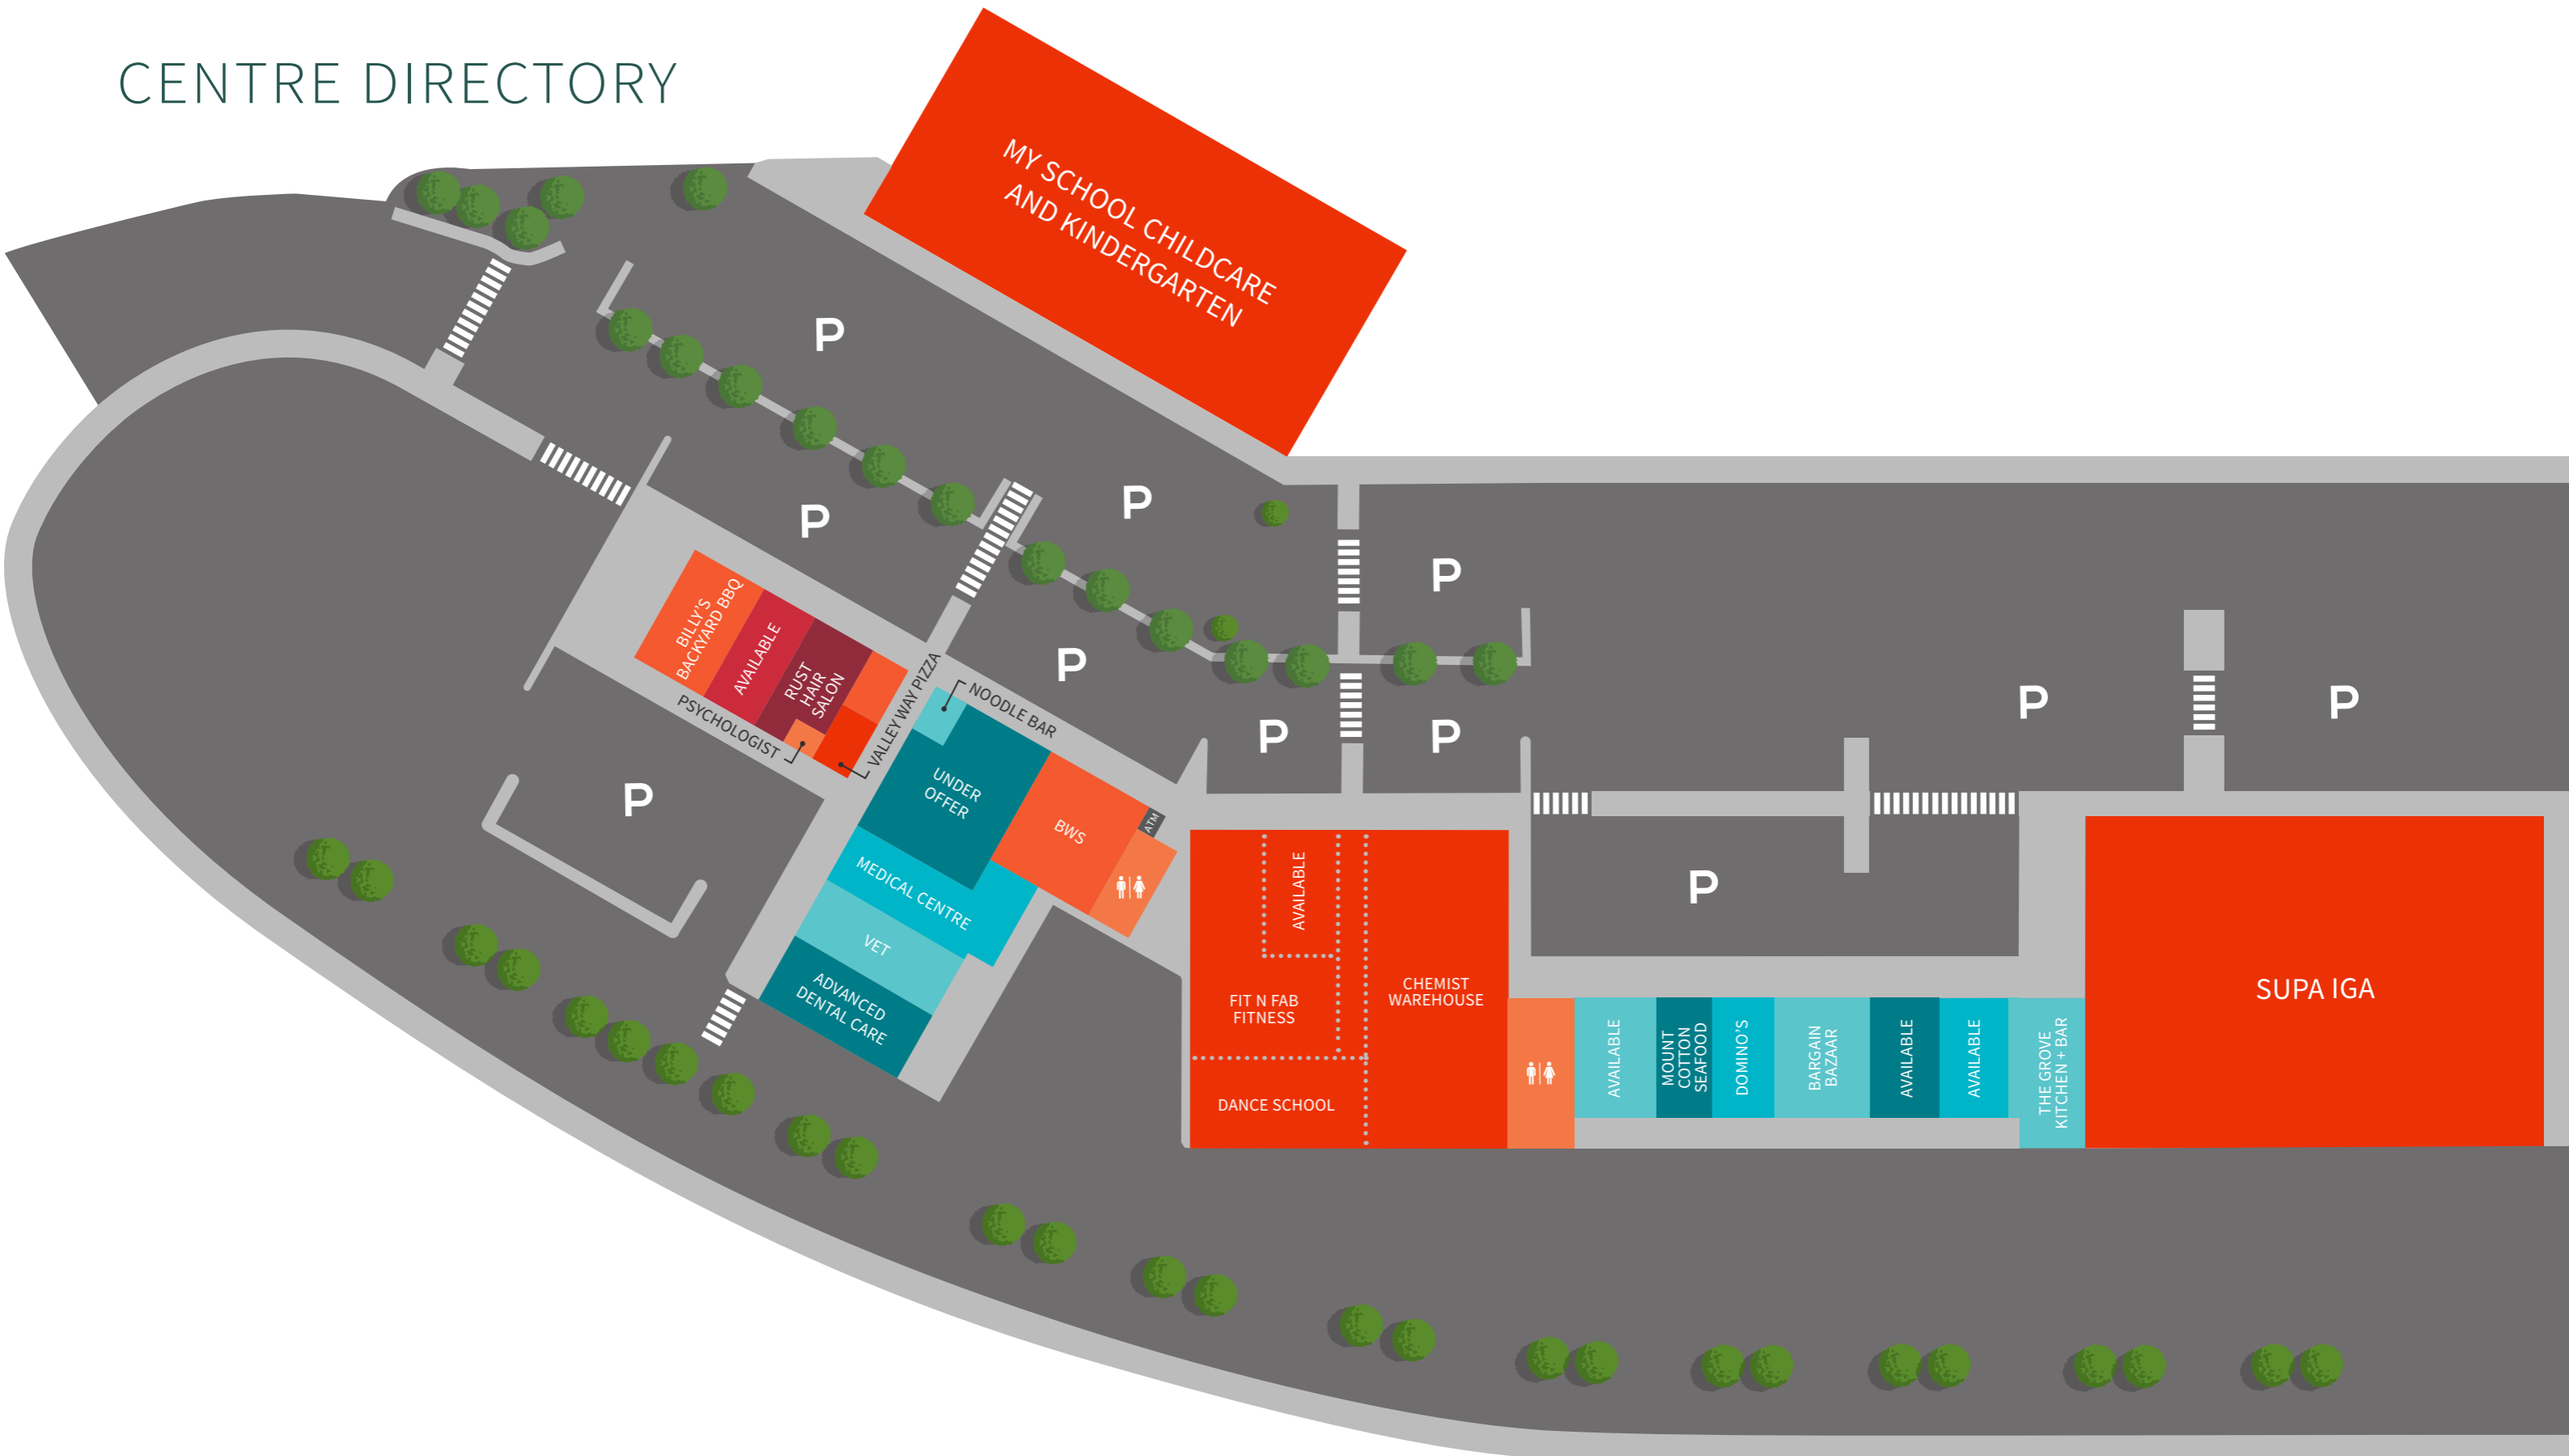 CENTRE DIRECTORY
MY SCHOOL CHILDCARE
AND KINDERGARTEN
P
P
P
P
P
P
P
P
P
P
P
BILLY'S
BACKYARD BBQ
AVAILABLE
RUST
HAIR
SALON
PSYCHOLOGIST
VALLEY WAY PIZZA
NOODLE BAR
UNDER
OFFER
BWS
ATM
MEDICAL CENTRE
VET
ADVANCED
DENTAL CARE
AVAILABLE
FIT N FAB
FITNESS
DANCE SCHOOL
CHEMIST
WAREHOUSE
AVAILABLE
MOUNT
COTTON
SEAFOOD
DOMINO'S
BARGAIN
BAZAAR
AVAILABLE
AVAILABLE
THE GROVE
KITCHEN + BAR
SUPA IGA